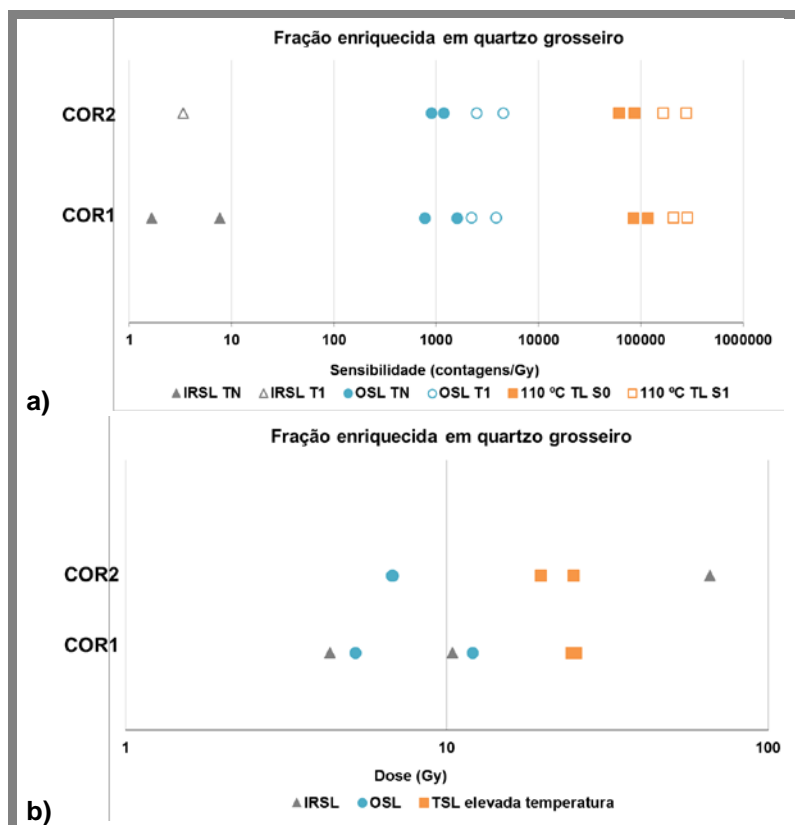 Fração enriquecida em quartzo grosseiro
COR2
COR1
1 10 100 1000 10000 100000 1000000
Sensibilidade (contagens/Gy)
IRSL TN IRSL T1 OSL TN OSL T1 110 ºC TL S0 110 ºC TL S1
a)
Fração enriquecida em quartzo grosseiro
COR2
COR1
1 10 100
Dose (Gy)
IRSL OSL TSL elevada temperatura
b)